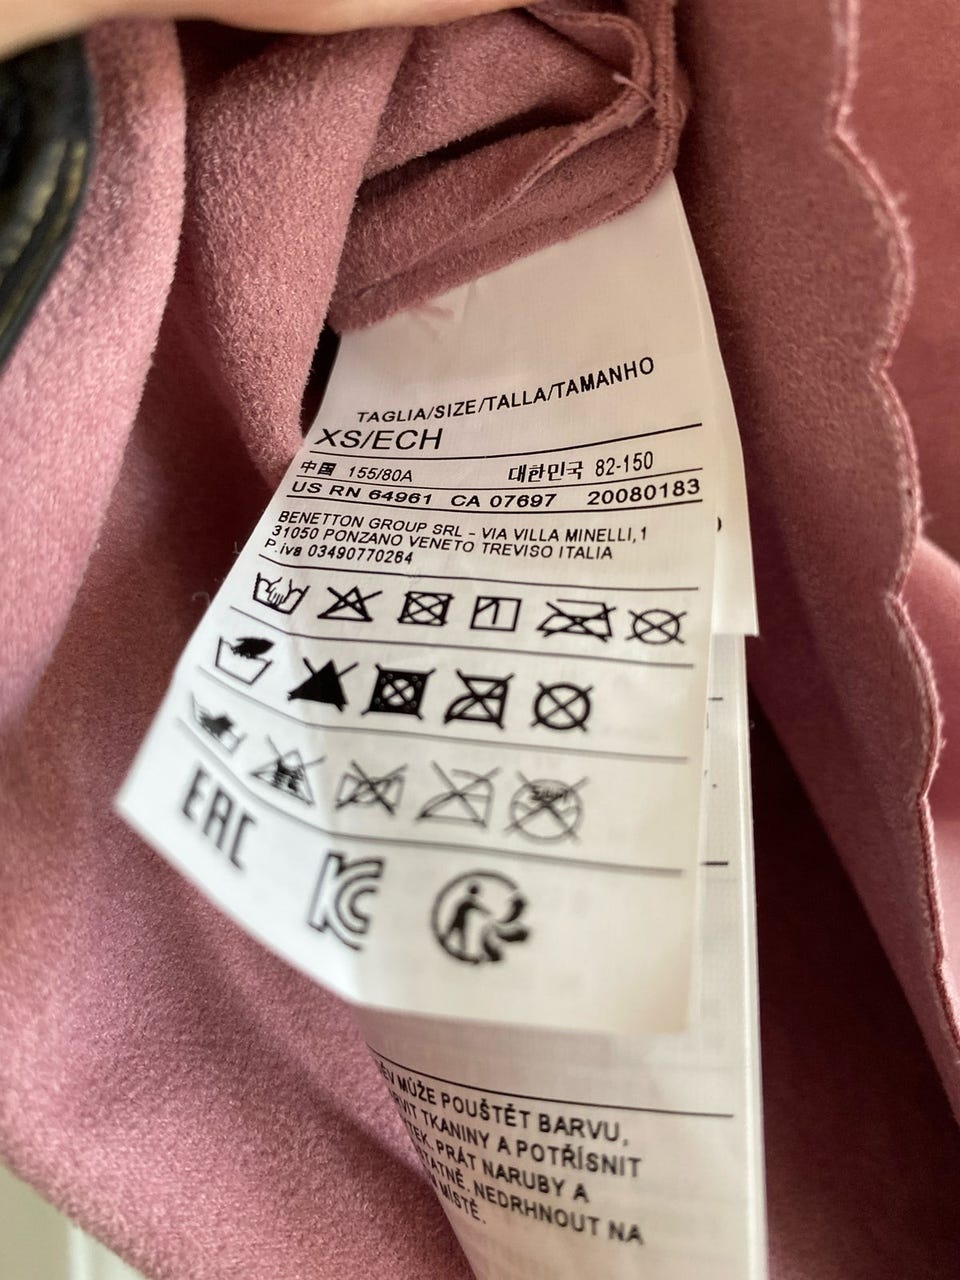 TAGLIA/SIZE/TALLA/TAMANHO
XS/ECH
中国 155/80A 대한민국 82-150
US RN 64961 CA 07697 20080183
BENETTON GROUP SRL - VIA VILLA MINELLI,1
31050 PONZANO VENETO TREVISO ITALIA
P.iva 03490770264
EAC
KC
MŮŽE POUŠTĚT BARVU,
TKANINY A POTŘÍSNIT
PRÁT NARUBY A
NEDRHNOUT NA
MÍSTĚ.